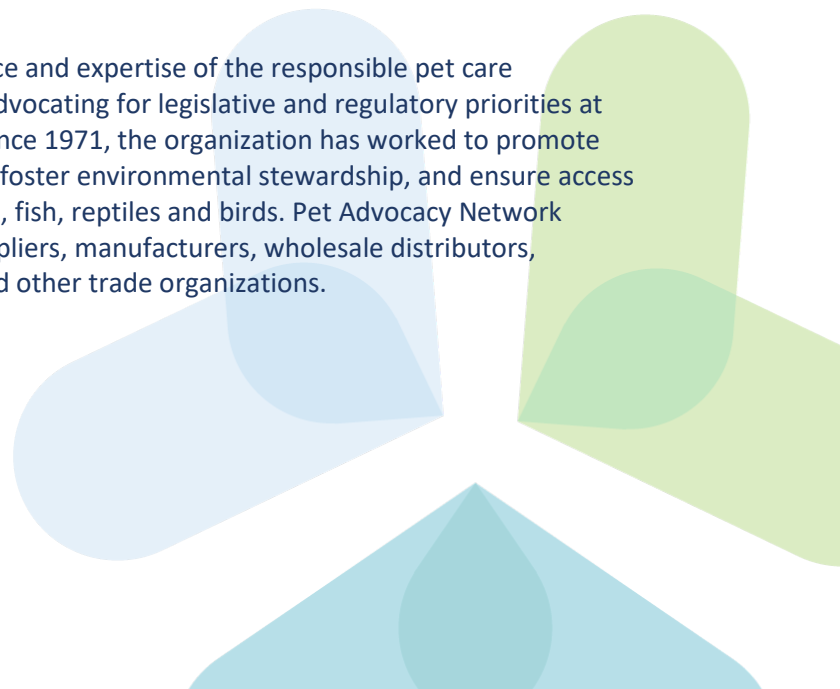 ce and expertise of the responsible pet care
dvocating for legislative and regulatory priorities at
nce 1971, the organization has worked to promote
foster environmental stewardship, and ensure access
, fish, reptiles and birds. Pet Advocacy Network
pliers, manufacturers, wholesale distributors,
d other trade organizations.